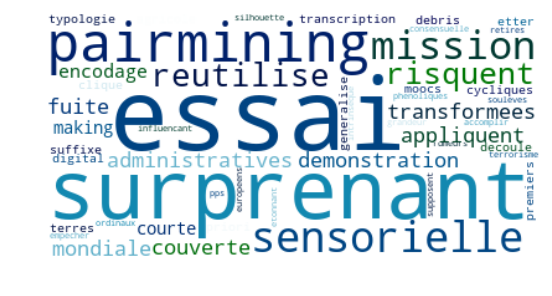 typologie silhouette transcription debris etter
pairmining mission consensuelle retires
encodage reutilise risquent
clique moocs cycliques
phenoliques soulèves
fuite essai generalise transformees
making influencant accomplir
appliquent
suffixe decoule
digital administratives demonstration terrorisme
surprenant
europeens pps etonnant supposent premiers
terres ordinaux courte sensorielle
empecher
mondiale couverte